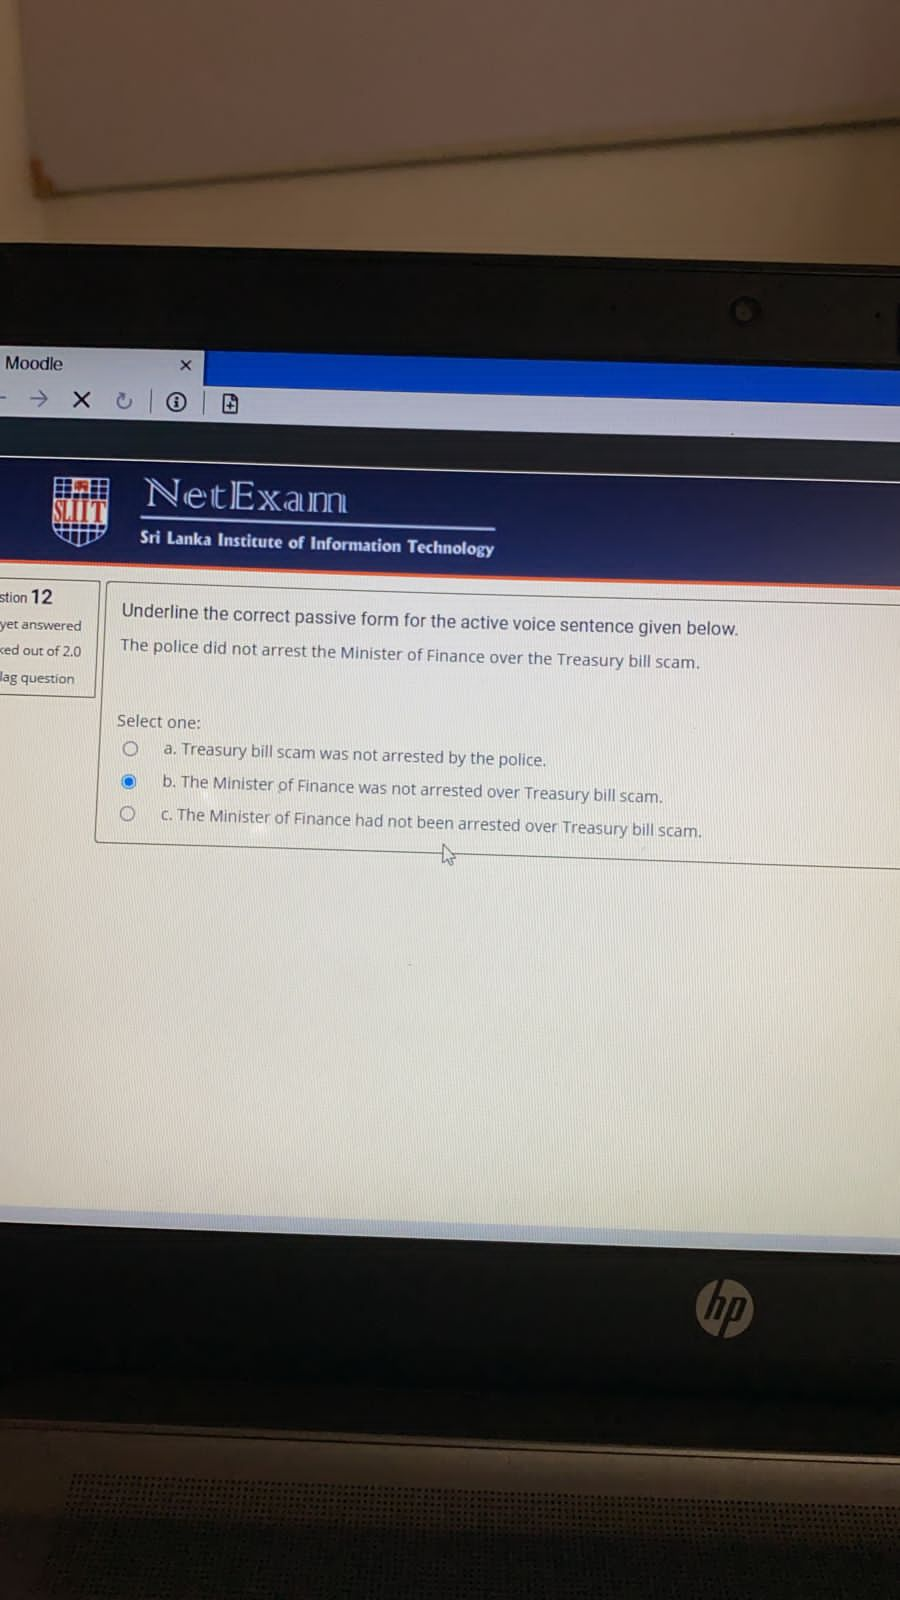 Moodle
SLIIT
NetExam
Sri Lanka Institute of Information Technology
stion 12
yet answered
ked out of 2.0
lag question
Underline the correct passive form for the active voice sentence given below.
The police did not arrest the Minister of Finance over the Treasury bill scam.
Select one:
a. Treasury bill scam was not arrested by the police.
b. The Minister of Finance was not arrested over Treasury bill scam.
c. The Minister of Finance had not been arrested over Treasury bill scam.
hp